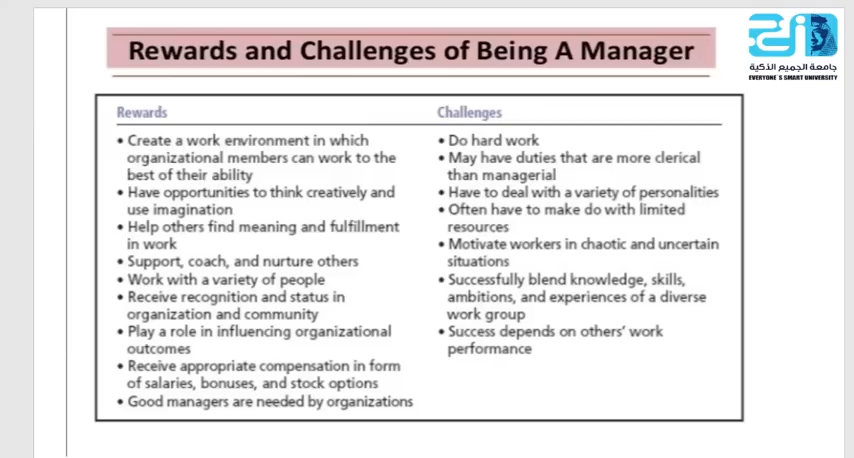 Rewards and Challenges of Being A Manager
جامعة الجميع الذكية
EVERYONE`S SMART UNIVERSITY
Rewards
• Create a work environment in which
organizational members can work to the
best of their ability
• Have opportunities to think creatively and
use imagination
• Help others find meaning and fulfillment
in work
• Support, coach, and nurture others
• Work with a variety of people
• Receive recognition and status in
organization and community
• Play a role in influencing organizational
outcomes
• Receive appropriate compensation in form
of salaries, bonuses, and stock options
• Good managers are needed by organizations
Challenges
• Do hard work
• May have duties that are more clerical
than managerial
• Have to deal with a variety of personalities
• Often have to make do with limited
resources
• Motivate workers in chaotic and uncertain
situations
• Successfully blend knowledge, skills,
ambitions, and experiences of a diverse
work group
• Success depends on others’ work
performance